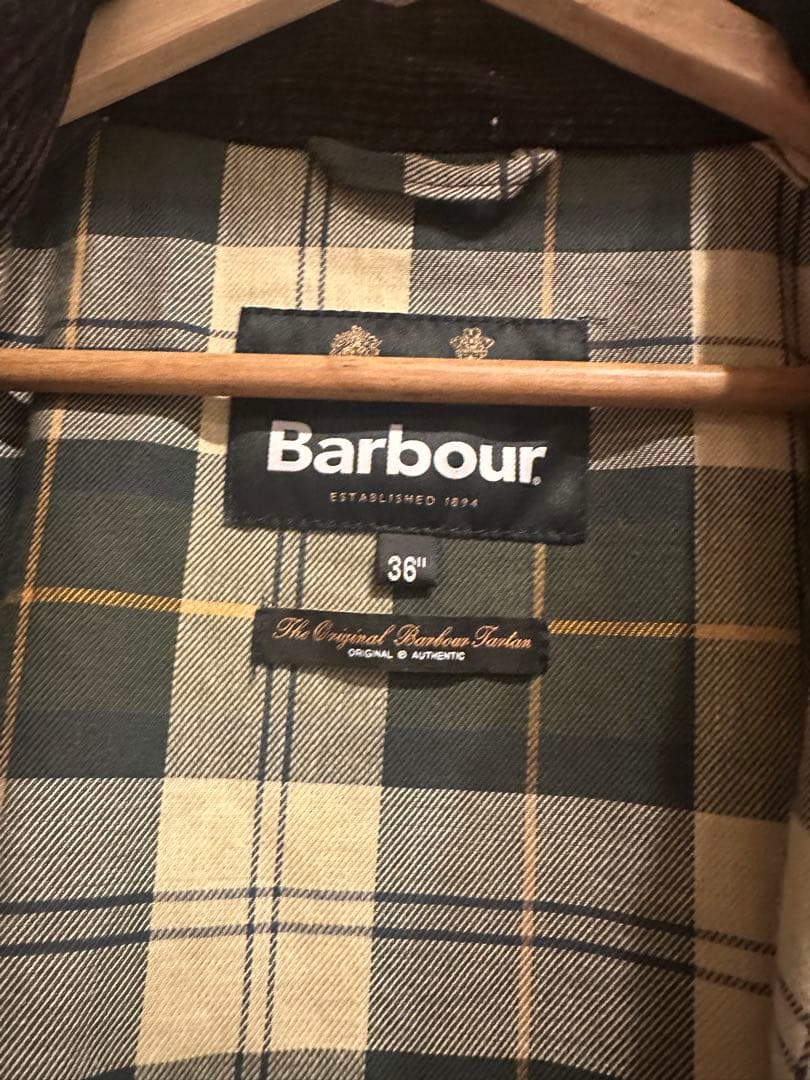 Barbour®
ESTABLISHED 1894
36"
The Original Barbour Tartan
ORIGINAL & AUTHENTIC